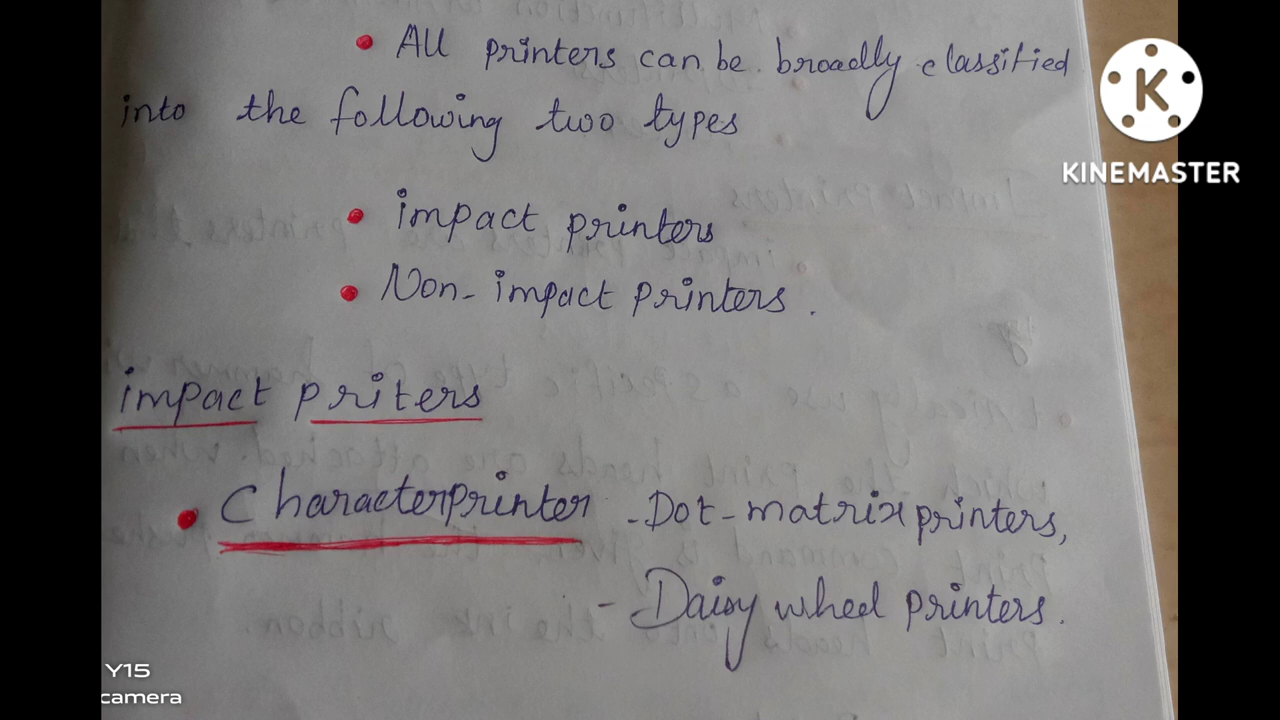 All printers can be broadly classified
into the following two types
impact printers
Non-impact printers.
impact priters
Characterprinter - Dot-matrix printers,
- Daisy wheel printers.
KINEMASTER
Y15
camera